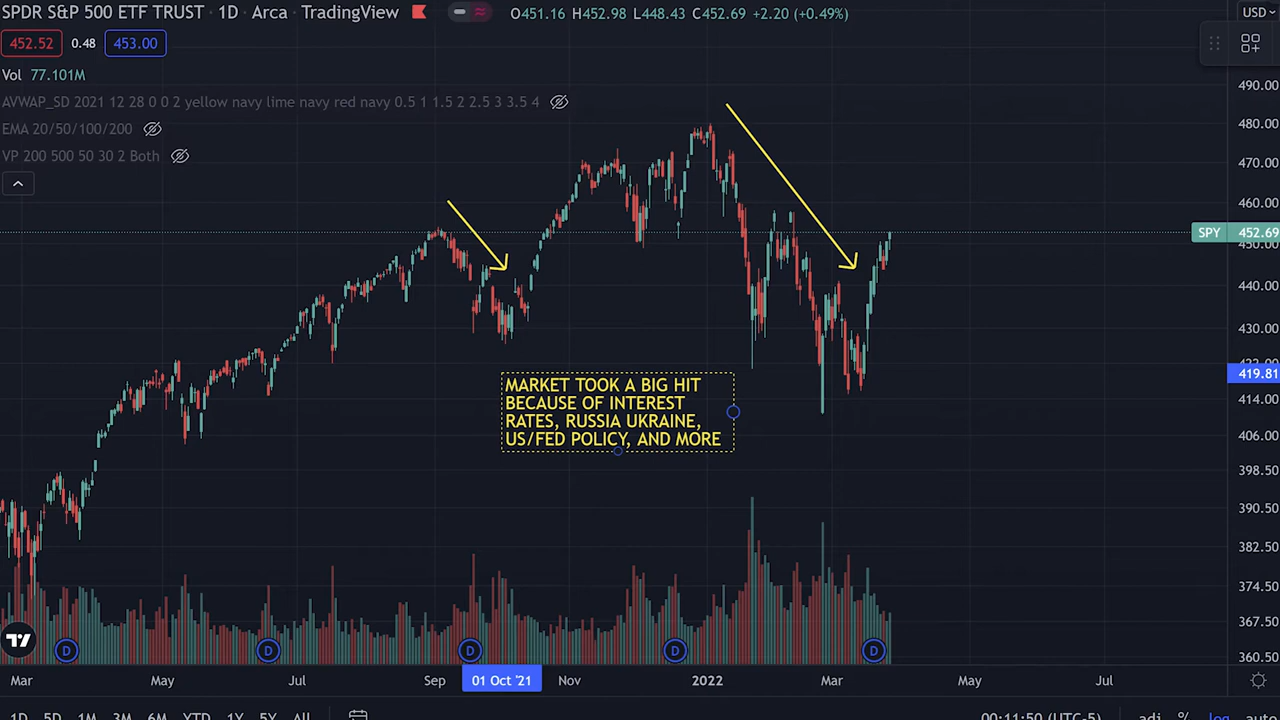 SPDR S&P 500 ETF TRUST · 1D · Arca · TradingView O451.16 H452.98 L448.43 C452.69 +2.20 (+0.49%) USD
452.52 0.48 453.00
Vol 77.101M
AVWAP_SD 2021 12 28 0 0 2 yellow navy lime navy red navy 0.5 1 1.5 2 2.5 3 3.5 4
EMA 20/50/100/200
VP 200 500 50 30 2 Both
490.00
480.00
470.00
460.00
SPY 452.69
450.00
440.00
430.00
422.00
419.81
414.00
406.00
398.50
390.50
382.50
374.50
367.50
360.50
MARKET TOOK A BIG HIT
BECAUSE OF INTEREST
RATES, RUSSIA UKRAINE,
US/FED POLICY, AND MORE
D D D D D
Mar May Jul Sep 01 Oct '21 Nov 2022 Mar May Jul
1D 5D 1M 3M 6M YTD 1Y 5Y All 00:11:50 (UTC-5) adj % log auto